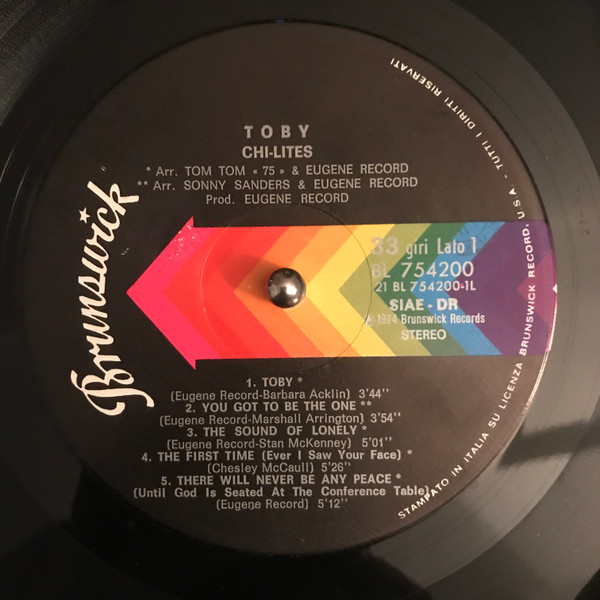 TOBY
CHI-LITES
* Arr. TOM TOM « 75 » & EUGENE RECORD
** Arr. SONNY SANDERS & EUGENE RECORD
Prod. EUGENE RECORD
Brunswick
33 giri Lato 1
BL 754200
21 BL 754200-1L
SIAE - DR
℗ 1974 Brunswick Records
STEREO
1. TOBY *
(Eugene Record-Barbara Acklin) 3'44''
2. YOU GOT TO BE THE ONE **
(Eugene Record-Marshall Arrington) 3'54''
3. THE SOUND OF LONELY *
(Eugene Record-Stan McKenney) 5'01''
4. THE FIRST TIME (Ever I Saw Your Face) *
(Chesley McCaull) 5'26''
5. THERE WILL NEVER BE ANY PEACE *
(Until God Is Seated At The Conference Table)
(Eugene Record) 5'12''
STAMPATO IN ITALIA SU LICENZA BRUNSWICK RECORD. U.S.A - TUTTI I DIRITTI RISERVATI